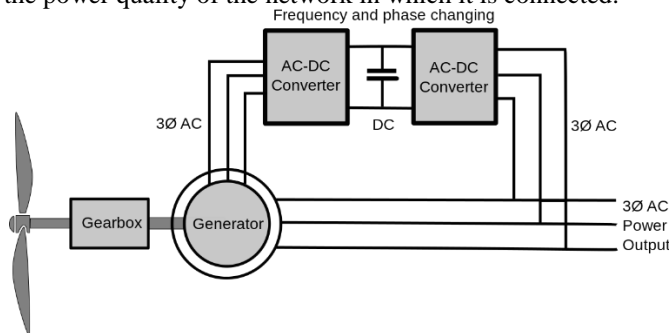 the power quality of the network in which it is connected.
Frequency and phase changing
AC-DC
Converter
AC-DC
Converter
3Ø AC
DC
3Ø AC
Gearbox
Generator
3Ø AC
Power
Output